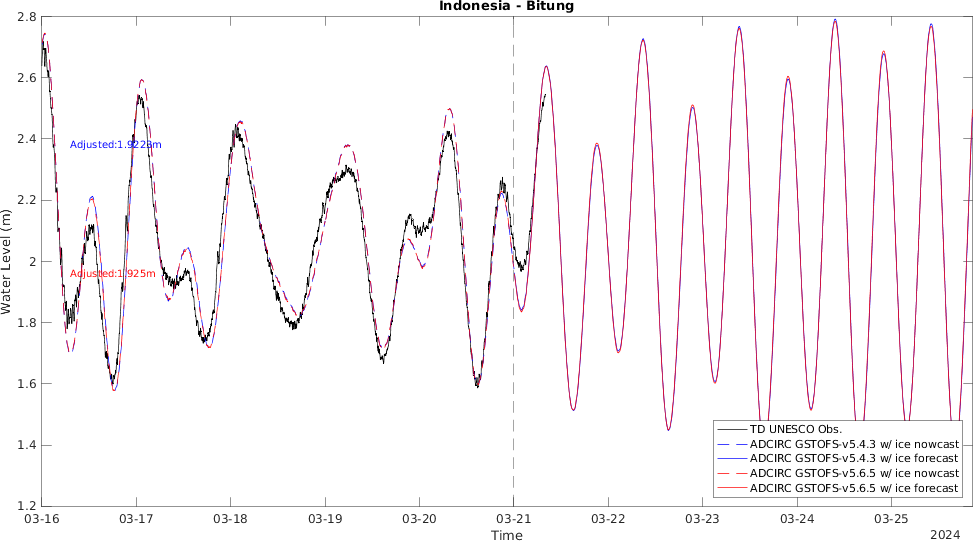 Indonesia - Bitung
2.8
2.6
2.4
2.2
2
1.8
1.6
1.4
1.2
Water Level (m)
Adjusted:1.9223m
Adjusted:1.925m
TD UNESCO Obs.
ADCIRC GSTOFS-v5.4.3 w/ ice nowcast
ADCIRC GSTOFS-v5.4.3 w/ ice forecast
ADCIRC GSTOFS-v5.6.5 w/ ice nowcast
ADCIRC GSTOFS-v5.6.5 w/ ice forecast
03-16 03-17 03-18 03-19 03-20 03-21 03-22 03-23 03-24 03-25
Time
2024